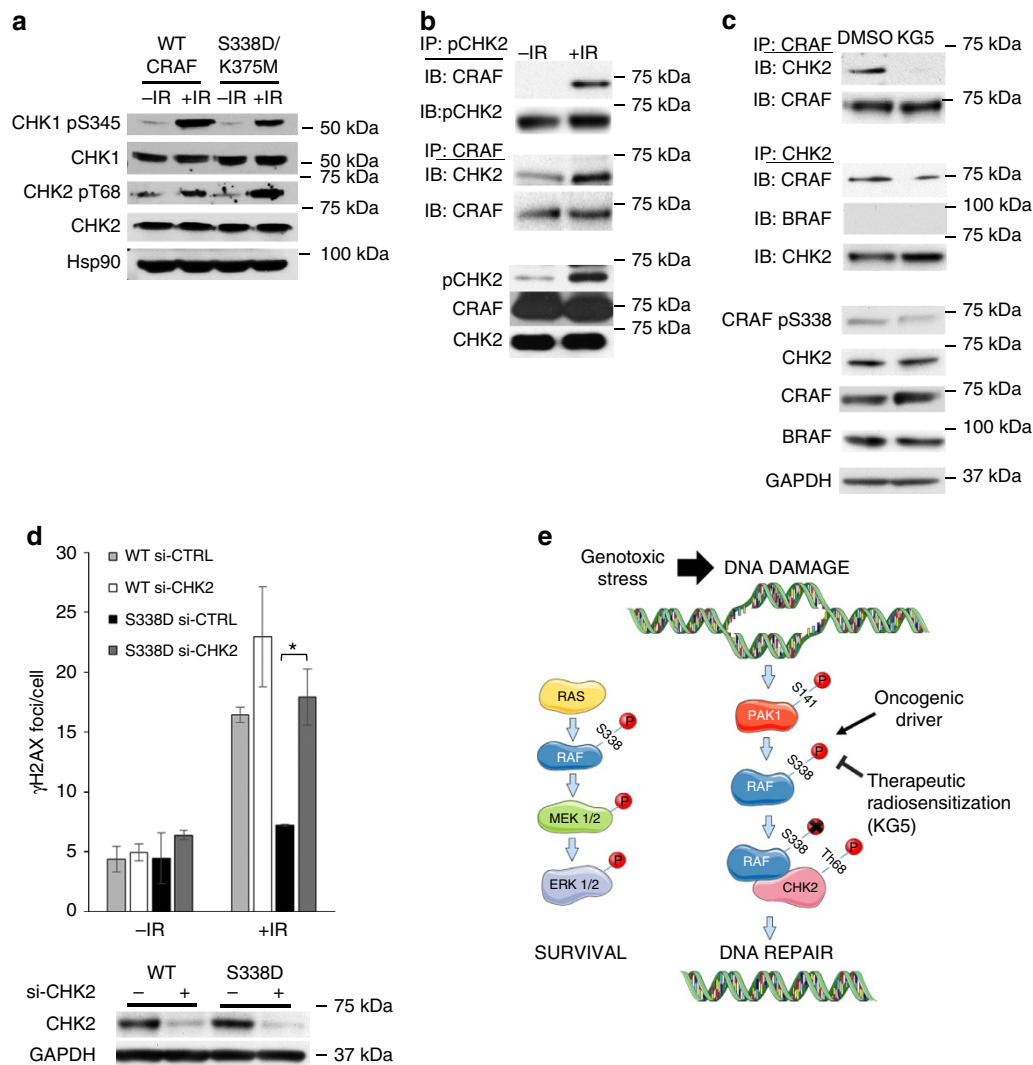 a
WT CRAF
S338D/ K375M
–IR +IR –IR +IR
CHK1 pS345
50 kDa
CHK1
50 kDa
75 kDa
CHK2 pT68
75 kDa
CHK2
100 kDa
Hsp90
b
IP: pCHK2
–IR +IR
IB: CRAF
75 kDa
IB:pCHK2
75 kDa
IP: CRAF
75 kDa
IB: CHK2
75 kDa
IB: CRAF
75 kDa
pCHK2
CRAF
75 kDa
75 kDa
CHK2
c
DMSO KG5
IP: CRAF
75 kDa
IB: CHK2
IB: CRAF
75 kDa
IP: CHK2
IB: CRAF
75 kDa
100 kDa
IB: BRAF
75 kDa
IB: CHK2
CRAF pS338
75 kDa
75 kDa
CHK2
CRAF
75 kDa
100 kDa
BRAF
GAPDH
37 kDa
d
30
25
20
15
10
5
0
γH2AX foci/cell
WT si-CTRL
WT si-CHK2
S338D si-CTRL
S338D si-CHK2
*
–IR
+IR
WT
S338D
si-CHK2
– + – +
75 kDa
CHK2
GAPDH
37 kDa
e
Genotoxic
stress
DNA DAMAGE
RAS
P
S338
RAF
P
MEK 1/2
P
ERK 1/2
SURVIVAL
P
S141
PAK1
P
S338
RAF
Oncogenic
driver
Therapeutic
radiosensitization
(KG5)
S338
RAF
P
Th68
CHK2
DNA REPAIR